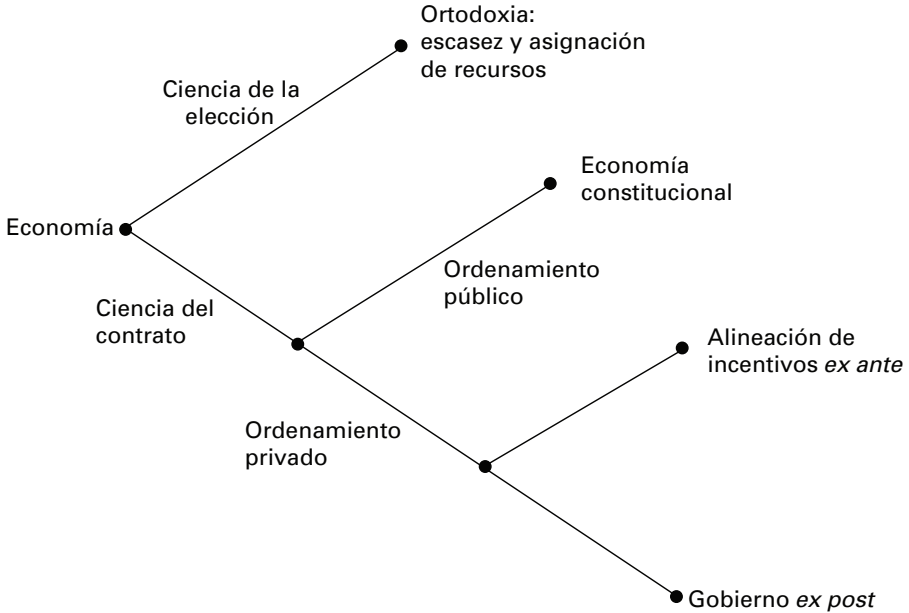 Ortodoxia:
escasez y asignación
de recursos
Ciencia de la
elección
Economía
constitucional
Economía
Ordenamiento
público
Ciencia del
contrato
Alineación de
incentivos ex ante
Ordenamiento
privado
Gobierno ex post